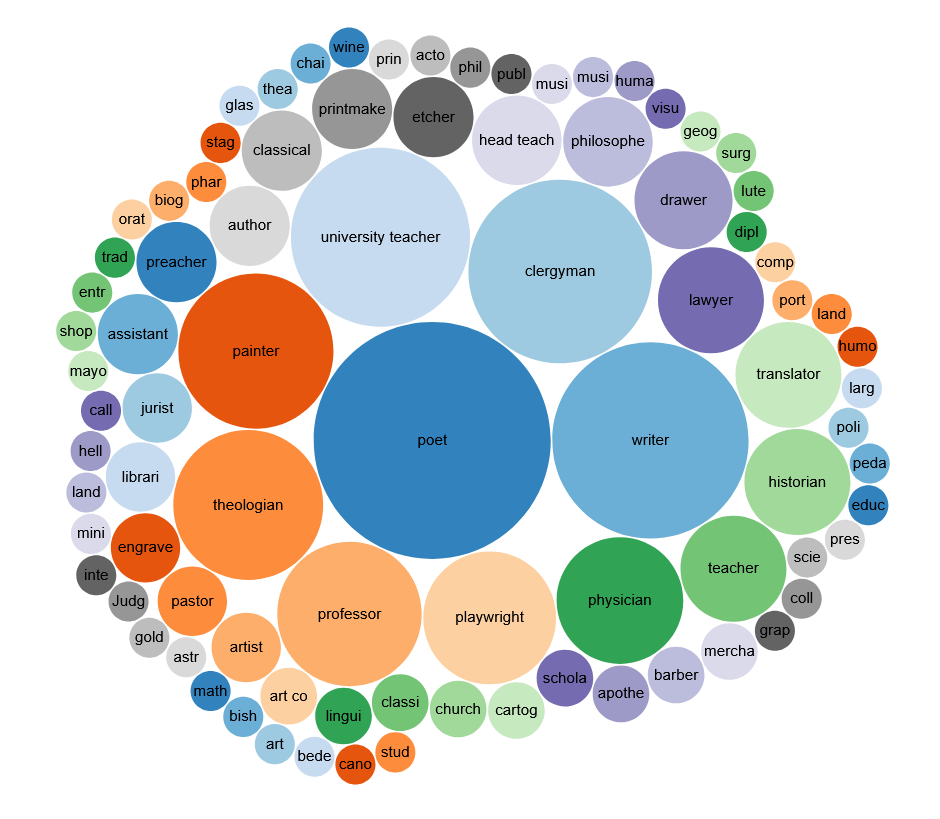 wine
prin
acto
chai
phil
publ
musi
musi
huma
thea
glas
visu
printmake
etcher
geog
stag
classical
head teach
philosophe
surg
phar
lute
biog
drawer
orat
author
university teacher
dipl
trad
preacher
clergyman
comp
entr
lawyer
port
land
shop
assistant
painter
humo
mayo
translator
larg
call
jurist
poli
poet
writer
hell
peda
librari
historian
land
theologian
educ
mini
engrave
pres
inte
scie
teacher
Judg
pastor
physician
coll
professor
playwright
gold
grap
artist
astr
mercha
barber
schola
math
apothe
art co
classi
church
cartog
bish
lingui
art
bede
stud
cano